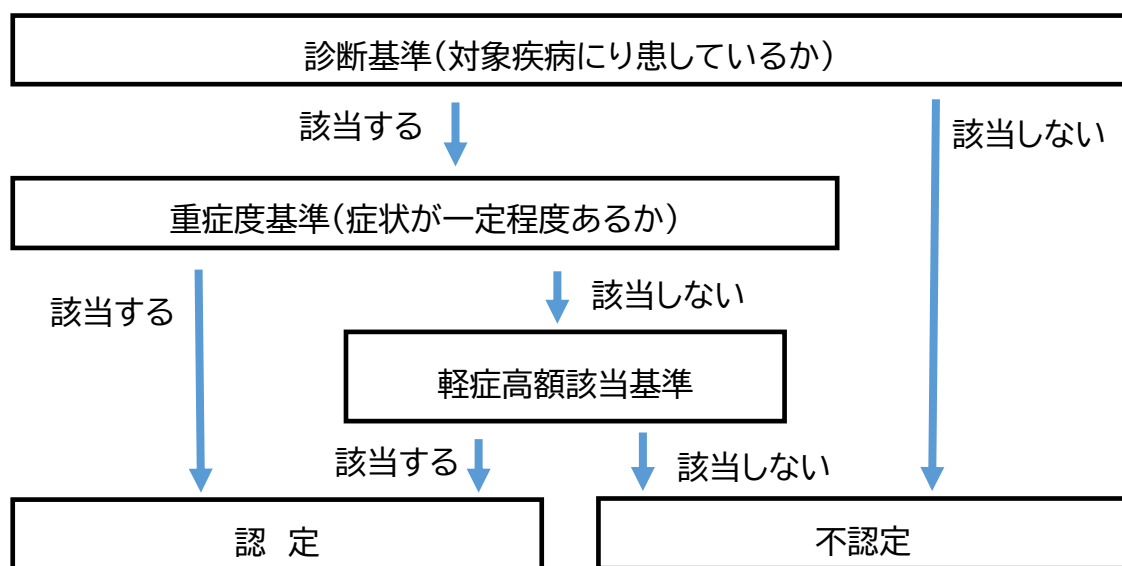 診断基準(対象疾病にり患しているか)
該当する
該当しない
重症度基準(症状が一定程度あるか)
該当する
該当しない
軽症高額該当基準
該当する
該当しない
認 定
不認定